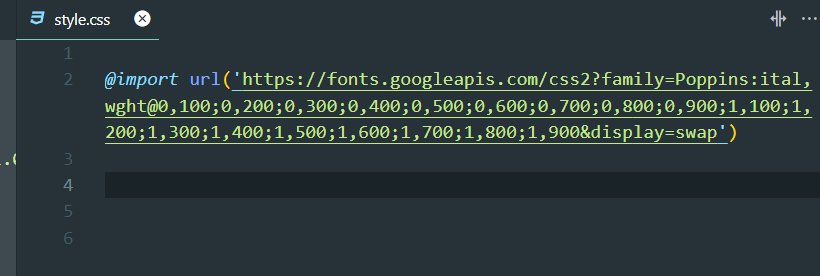 style.css
1
2 @import url('https://fonts.googleapis.com/css2?family=Poppins:ital,
wght@0,100;0,200;0,300;0,400;0,500;0,600;0,700;0,800;0,900;1,100;1,
200;1,300;1,400;1,500;1,600;1,700;1,800;1,900&display=swap')
3
4
5
6